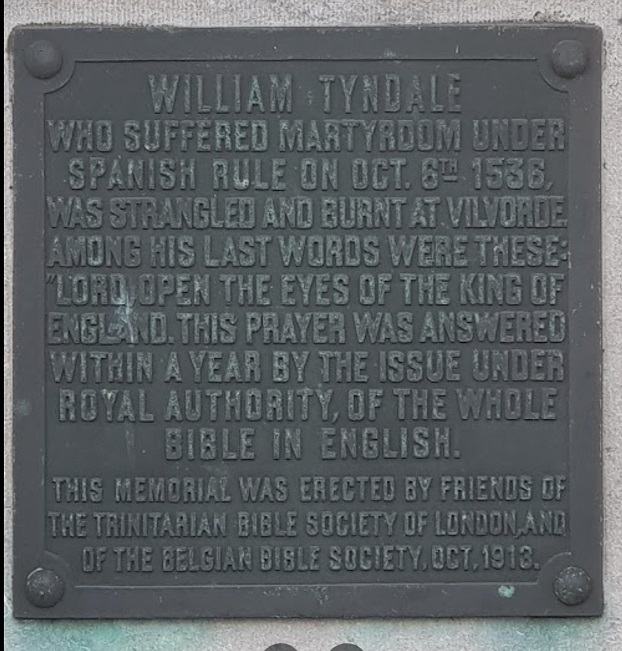 WILLIAM TYNDALE
WHO SUFFERED MARTYRDOM UNDER
SPANISH RULE ON OCT. 6TH 1536,
WAS STRANGLED AND BURNT AT VILVORDE.
AMONG HIS LAST WORDS WERE THESE:
"LORD, OPEN THE EYES OF THE KING OF
ENGLAND. THIS PRAYER WAS ANSWERED
WITHIN A YEAR BY THE ISSUE UNDER
ROYAL AUTHORITY, OF THE WHOLE
BIBLE IN ENGLISH.
THIS MEMORIAL WAS ERECTED BY FRIENDS OF
THE TRINITARIAN BIBLE SOCIETY OF LONDON, AND
OF THE BELGIAN BIBLE SOCIETY, OCT, 1913.